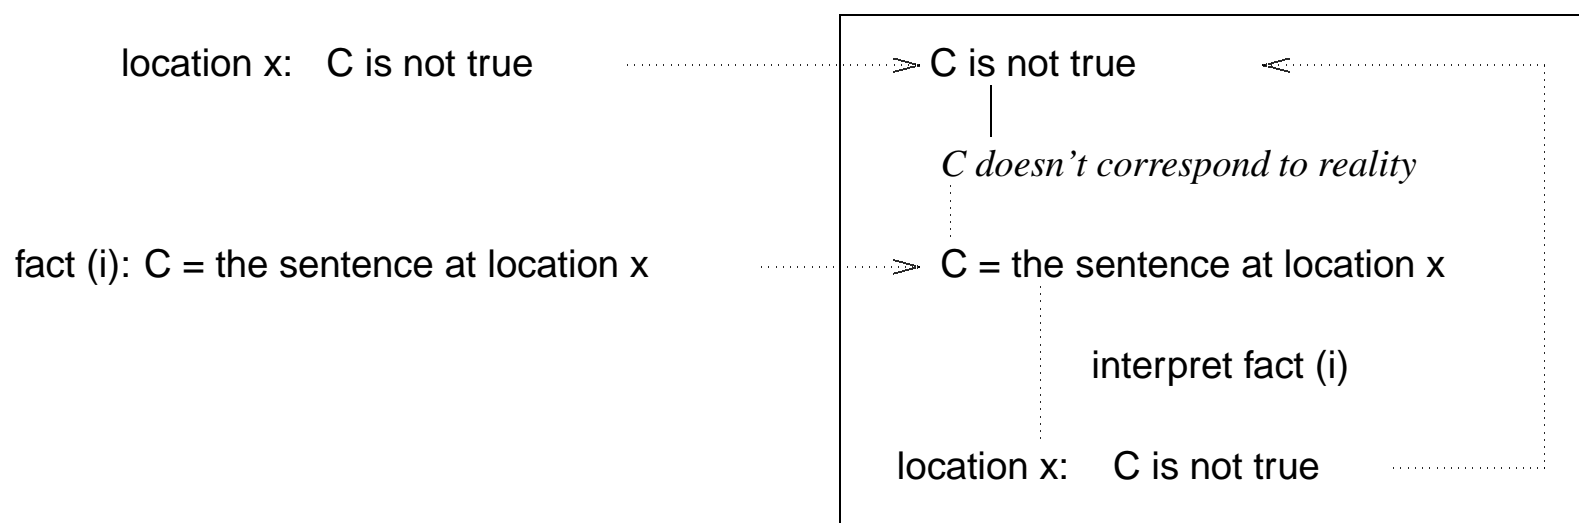 location x: C is not true
C is not true
C doesn't correspond to reality
fact (i): C = the sentence at location x
C = the sentence at location x
interpret fact (i)
location x: C is not true